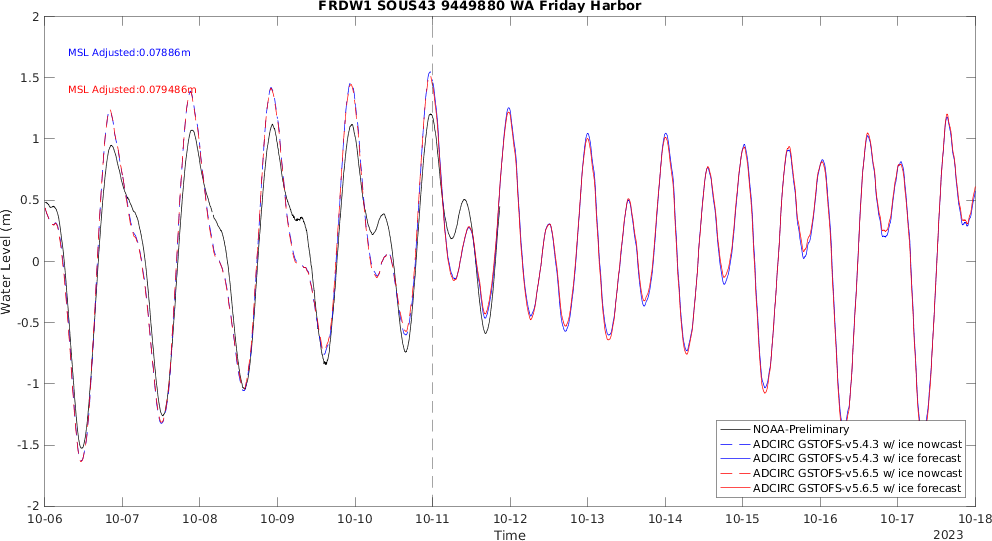 FRDW1 SOUS43 9449880 WA Friday Harbor
MSL Adjusted:0.07886m
MSL Adjusted:0.079486m
Water Level (m)
2
1.5
1
0.5
0
-0.5
-1
-1.5
-2
NOAA-Preliminary
ADCIRC GSTOFS-v5.4.3 w/ ice nowcast
ADCIRC GSTOFS-v5.4.3 w/ ice forecast
ADCIRC GSTOFS-v5.6.5 w/ ice nowcast
ADCIRC GSTOFS-v5.6.5 w/ ice forecast
10-06 10-07 10-08 10-09 10-10 10-11 10-12 10-13 10-14 10-15 10-16 10-17 10-18
Time
2023